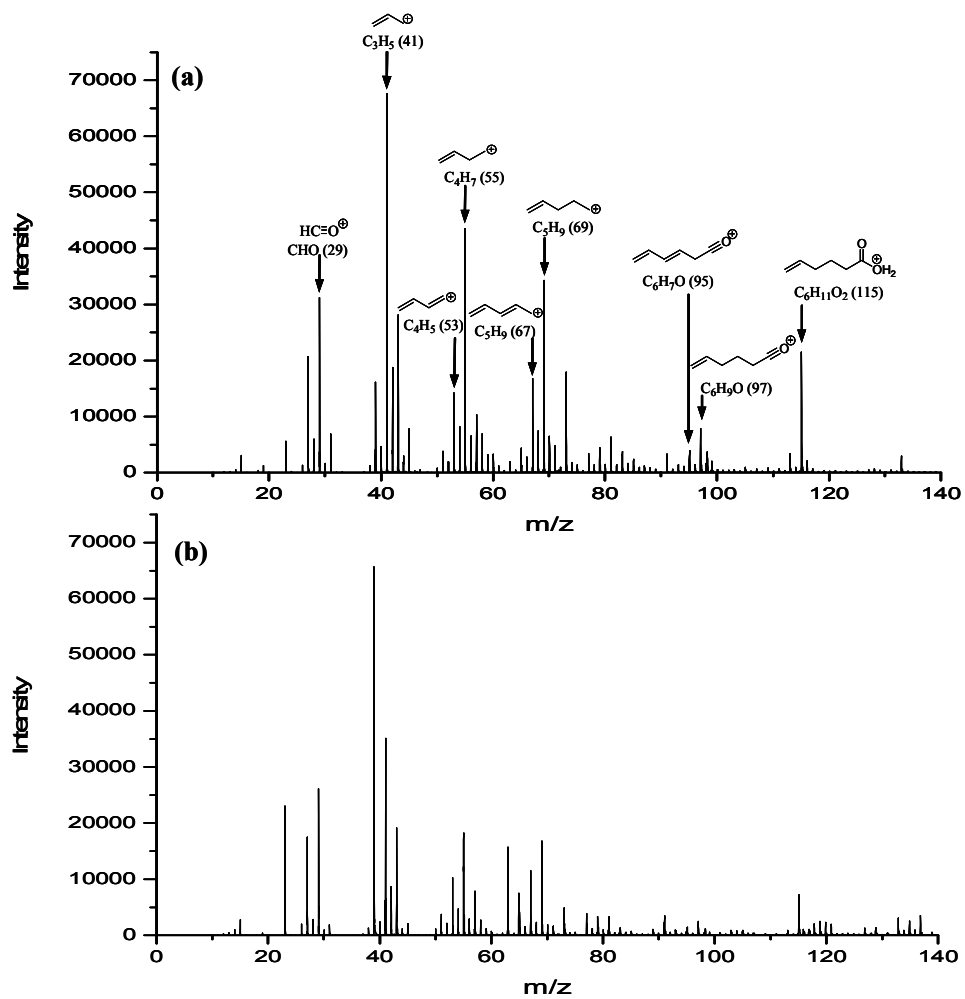 C₃H₅ (41)
(a)
70000
60000
50000
40000
30000
20000
10000
0
Intensity
HC≡O⊕
CHO (29)
C₄H₅ (53)
C₄H₇ (55)
C₅H₉ (67)
C₅H₉ (69)
C₆H₇O (95)
C₆H₉O (97)
O
OH₂
C₆H₁₁O₂ (115)
0 20 40 60 80 100 120 140
m/z
(b)
70000
60000
50000
40000
30000
20000
10000
0
Intensity
0 20 40 60 80 100 120 140
m/z